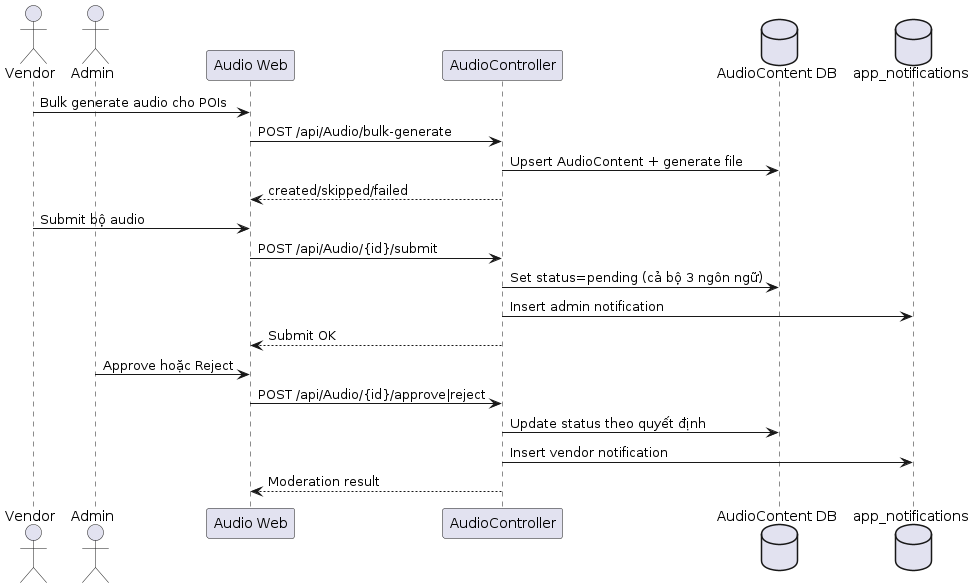 Vendor
Admin
Audio Web
AudioController
AudioContent DB
app_notifications
Bulk generate audio cho POIs
POST /api/Audio/bulk-generate
Upsert AudioContent + generate file
created/skipped/failed
Submit bộ audio
POST /api/Audio/{id}/submit
Set status=pending (cả bộ 3 ngôn ngữ)
Insert admin notification
Submit OK
Approve hoặc Reject
POST /api/Audio/{id}/approve|reject
Update status theo quyết định
Insert vendor notification
Moderation result
Vendor
Admin
Audio Web
AudioController
AudioContent DB
app_notifications